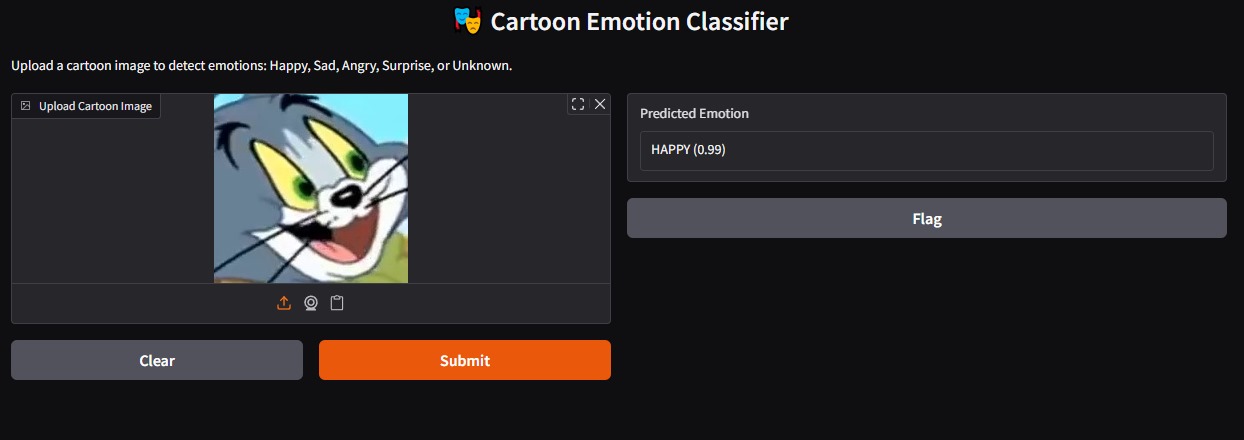 🎭 Cartoon Emotion Classifier
Upload a cartoon image to detect emotions: Happy, Sad, Angry, Surprise, or Unknown.
Upload Cartoon Image
Predicted Emotion
HAPPY (0.99)
Flag
Clear
Submit